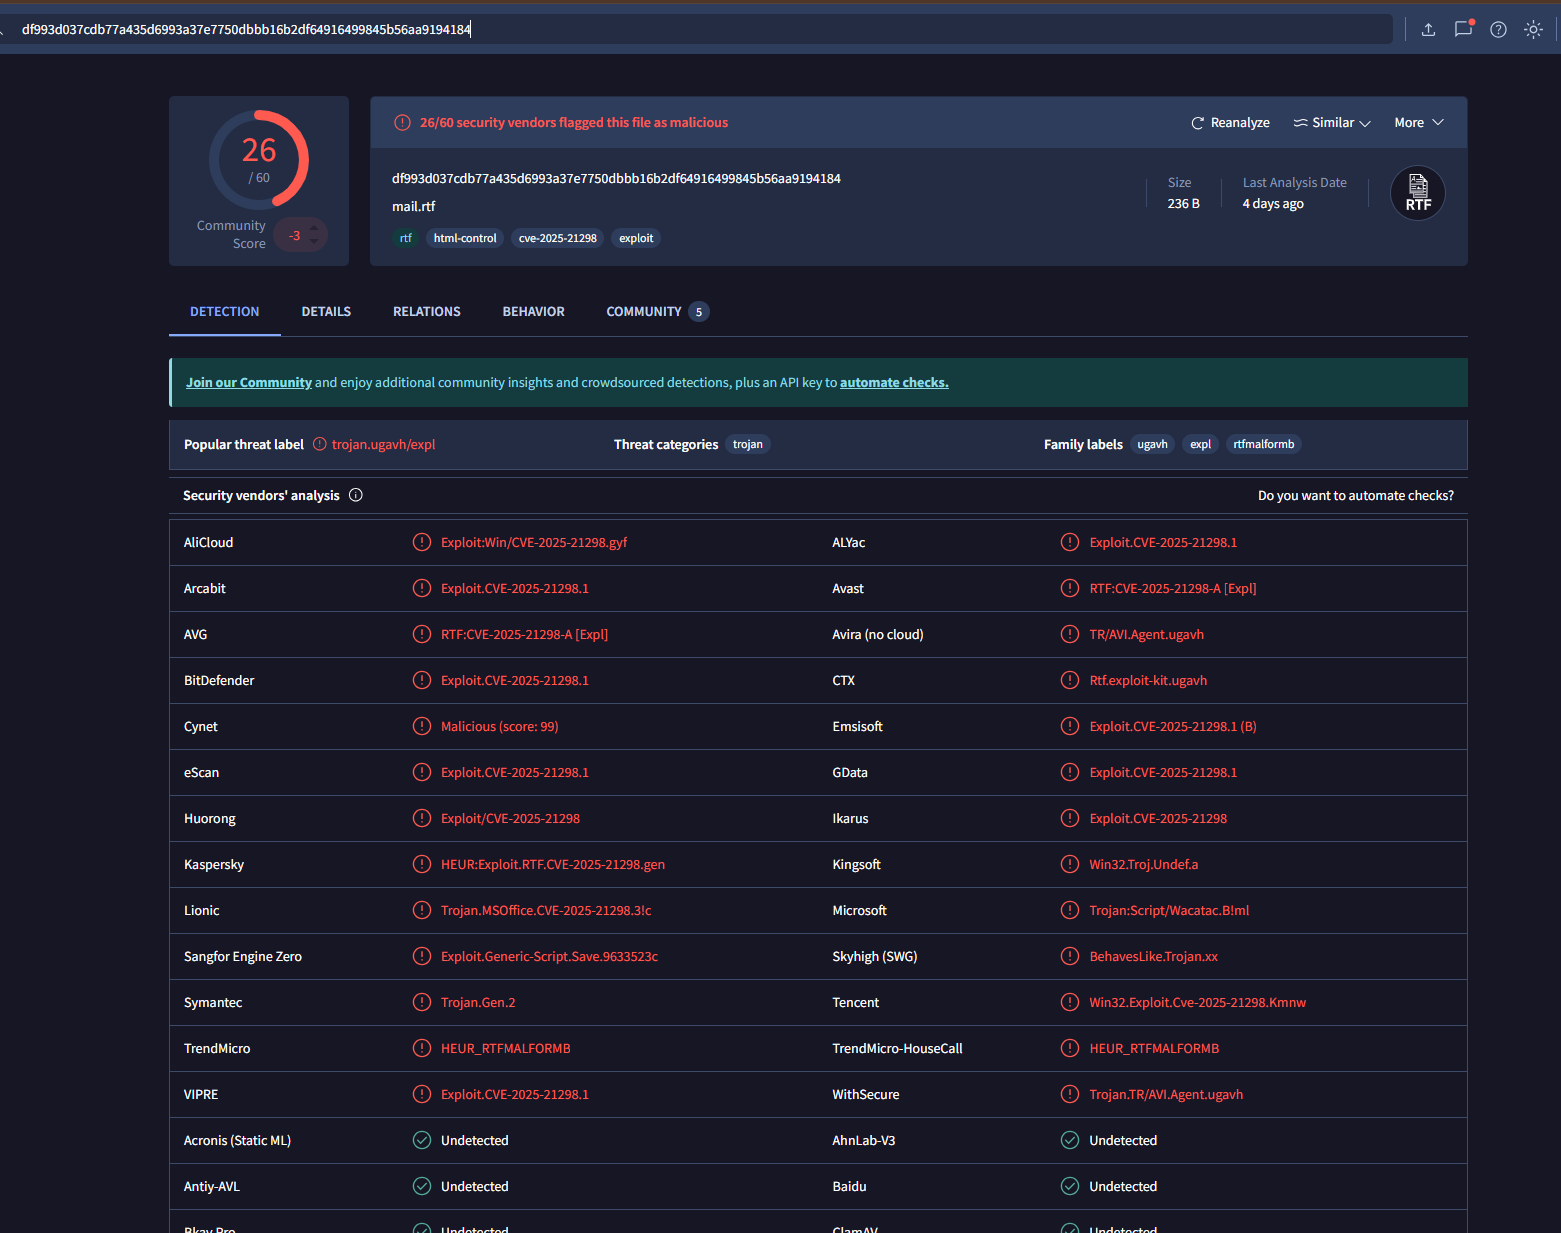 df993d037cdb77a435d6993a37e7750dbbb16b2df64916499845b56aa9194184
26
/ 60
Community
Score
-3
26/60 security vendors flagged this file as malicious
Reanalyze
Similar
More
df993d037cdb77a435d6993a37e7750dbbb16b2df64916499845b56aa9194184
mail.rtf
rtf
html-control
cve-2025-21298
exploit
Size
236 B
Last Analysis Date
4 days ago
RTF
DETECTION
DETAILS
RELATIONS
BEHAVIOR
COMMUNITY 5
Join our Community and enjoy additional community insights and crowdsourced detections, plus an API key to automate checks.
Popular threat label trojan.ugavh/expl
Threat categories trojan
Family labels ugavh expl rtfmalformb
Security vendors' analysis
Do you want to automate checks?
AliCloud Exploit:Win/CVE-2025-21298.gyf
ALYac Exploit.CVE-2025-21298.1
Arcabit Exploit.CVE-2025-21298.1
Avast RTF:CVE-2025-21298-A [Expl]
AVG RTF:CVE-2025-21298-A [Expl]
Avira (no cloud) TR/AVI.Agent.ugavh
BitDefender Exploit.CVE-2025-21298.1
CTX Rtf.exploit-kit.ugavh
Cynet Malicious (score: 99)
Emsisoft Exploit.CVE-2025-21298.1 (B)
eScan Exploit.CVE-2025-21298.1
GData Exploit.CVE-2025-21298.1
Huorong Exploit/CVE-2025-21298
Ikarus Exploit.CVE-2025-21298
Kaspersky HEUR:Exploit.RTF.CVE-2025-21298.gen
Kingsoft Win32.Troj.Undef.a
Lionic Trojan.MSOffice.CVE-2025-21298.3!c
Microsoft Trojan:Script/Wacatac.B!ml
Sangfor Engine Zero Exploit.Generic-Script.Save.9633523c
Skyhigh (SWG) BehavesLike.Trojan.xx
Symantec Trojan.Gen.2
Tencent Win32.Exploit.Cve-2025-21298.Kmnw
TrendMicro HEUR_RTFMALFORMB
TrendMicro-HouseCall HEUR_RTFMALFORMB
VIPRE Exploit.CVE-2025-21298.1
WithSecure Trojan.TR/AVI.Agent.ugavh
Acronis (Static ML) Undetected
AhnLab-V3 Undetected
Antiy-AVL Undetected
Baidu Undetected
Bkav Pro Undetected
ClamAV Undetected